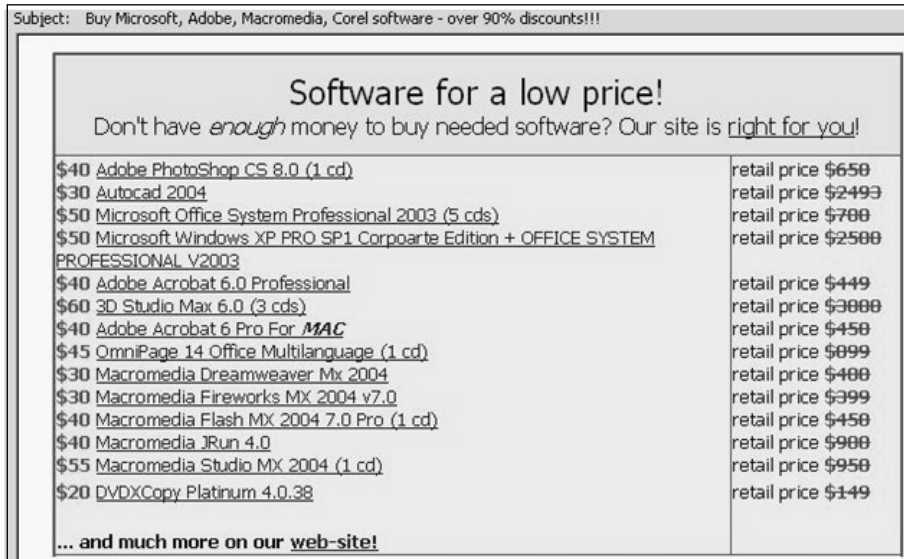 Subject: Buy Microsoft, Adobe, Macromedia, Corel software - over 90% discounts!!!
Software for a low price!
Don't have enough money to buy needed software? Our site is right for you!
$40 Adobe PhotoShop CS 8.0 (1 cd) retail price $650
$30 Autocad 2004 retail price $2493
$50 Microsoft Office System Professional 2003 (5 cds) retail price $700
$50 Microsoft Windows XP PRO SP1 Corpoarte Edition + OFFICE SYSTEM retail price $2500
PROFESSIONAL V2003
$40 Adobe Acrobat 6.0 Professional retail price $449
$60 3D Studio Max 6.0 (3 cds) retail price $3000
$40 Adobe Acrobat 6 Pro For MAC retail price $450
$45 OmniPage 14 Office Multilanguage (1 cd) retail price $899
$30 Macromedia Dreamweaver Mx 2004 retail price $400
$30 Macromedia Fireworks MX 2004 v7.0 retail price $399
$40 Macromedia Flash MX 2004 7.0 Pro (1 cd) retail price $450
$40 Macromedia JRun 4.0 retail price $900
$55 Macromedia Studio MX 2004 (1 cd) retail price $950
$20 DVDXCopy Platinum 4.0.38 retail price $149
... and much more on our web-site!